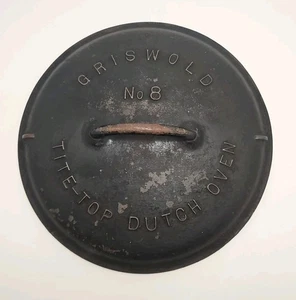 GRISWOLD
No 8
TITE-TOP DUTCH OVEN